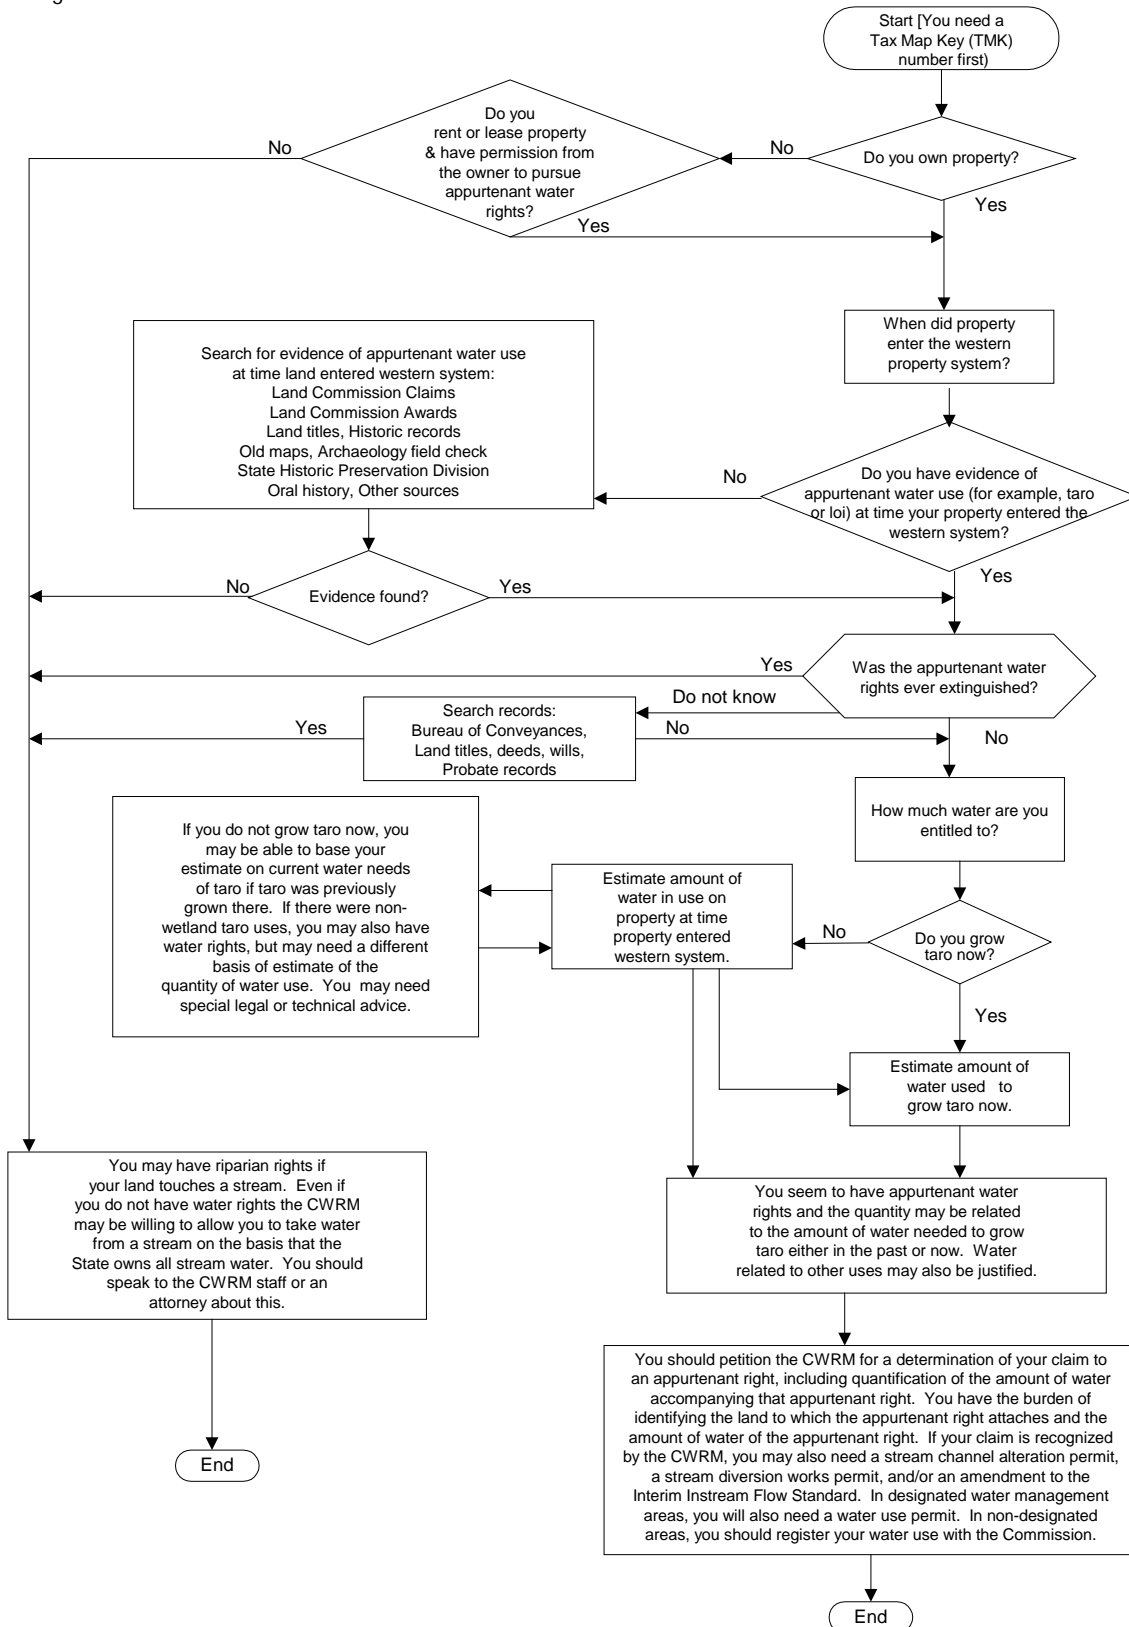 Start [You need a
Tax Map Key (TMK)
number first)
Do you
rent or lease property
& have permission from
the owner to pursue
appurtenant water
rights?
No
No
Do you own property?
Yes
Yes
When did property
enter the western
property system?
Search for evidence of appurtenant water use
at time land entered western system:
Land Commission Claims
Land Commission Awards
Land titles, Historic records
Old maps, Archaeology field check
State Historic Preservation Division
Oral history, Other sources
No
Do you have evidence of
appurtenant water use (for example, taro
or loi) at time your property entered the
western system?
Yes
No
Evidence found?
Yes
Yes
Was the appurtenant water
rights ever extinguished?
Do not know
Yes
Search records:
Bureau of Conveyances,
Land titles, deeds, wills,
Probate records
No
No
How much water are you
entitled to?
If you do not grow taro now, you
may be able to base your
estimate on current water needs
of taro if taro was previously
grown there. If there were non-
wetland taro uses, you may also have
water rights, but may need a different
basis of estimate of the
quantity of water use. You may need
special legal or technical advice.
Estimate amount of
water in use on
property at time
property entered
western system.
No
Do you grow
taro now?
Yes
Estimate amount of
water used to
grow taro now.
You may have riparian rights if
your land touches a stream. Even if
you do not have water rights the CWRM
may be willing to allow you to take water
from a stream on the basis that the
State owns all stream water. You should
speak to the CWRM staff or an
attorney about this.
You seem to have appurtenant water
rights and the quantity may be related
to the amount of water needed to grow
taro either in the past or now. Water
related to other uses may also be justified.
You should petition the CWRM for a determination of your claim to
an appurtenant right, including quantification of the amount of water
accompanying that appurtenant right. You have the burden of
identifying the land to which the appurtenant right attaches and the
amount of water of the appurtenant right. If your claim is recognized
by the CWRM, you may also need a stream channel alteration permit,
a stream diversion works permit, and/or an amendment to the
Interim Instream Flow Standard. In designated water management
areas, you will also need a water use permit. In non-designated
areas, you should register your water use with the Commission.
End
End